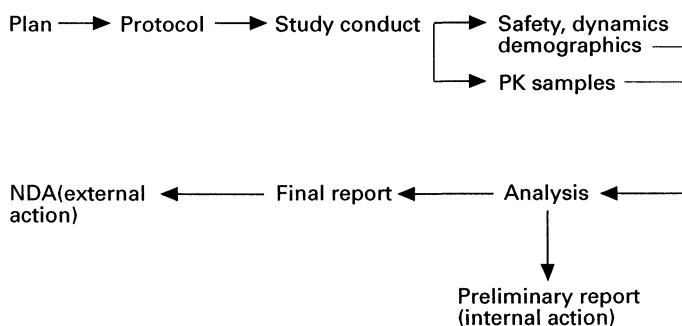 Plan
Protocol
Study conduct
Safety, dynamics
demographics
PK samples
NDA(external
action)
Final report
Analysis
Preliminary report
(internal action)